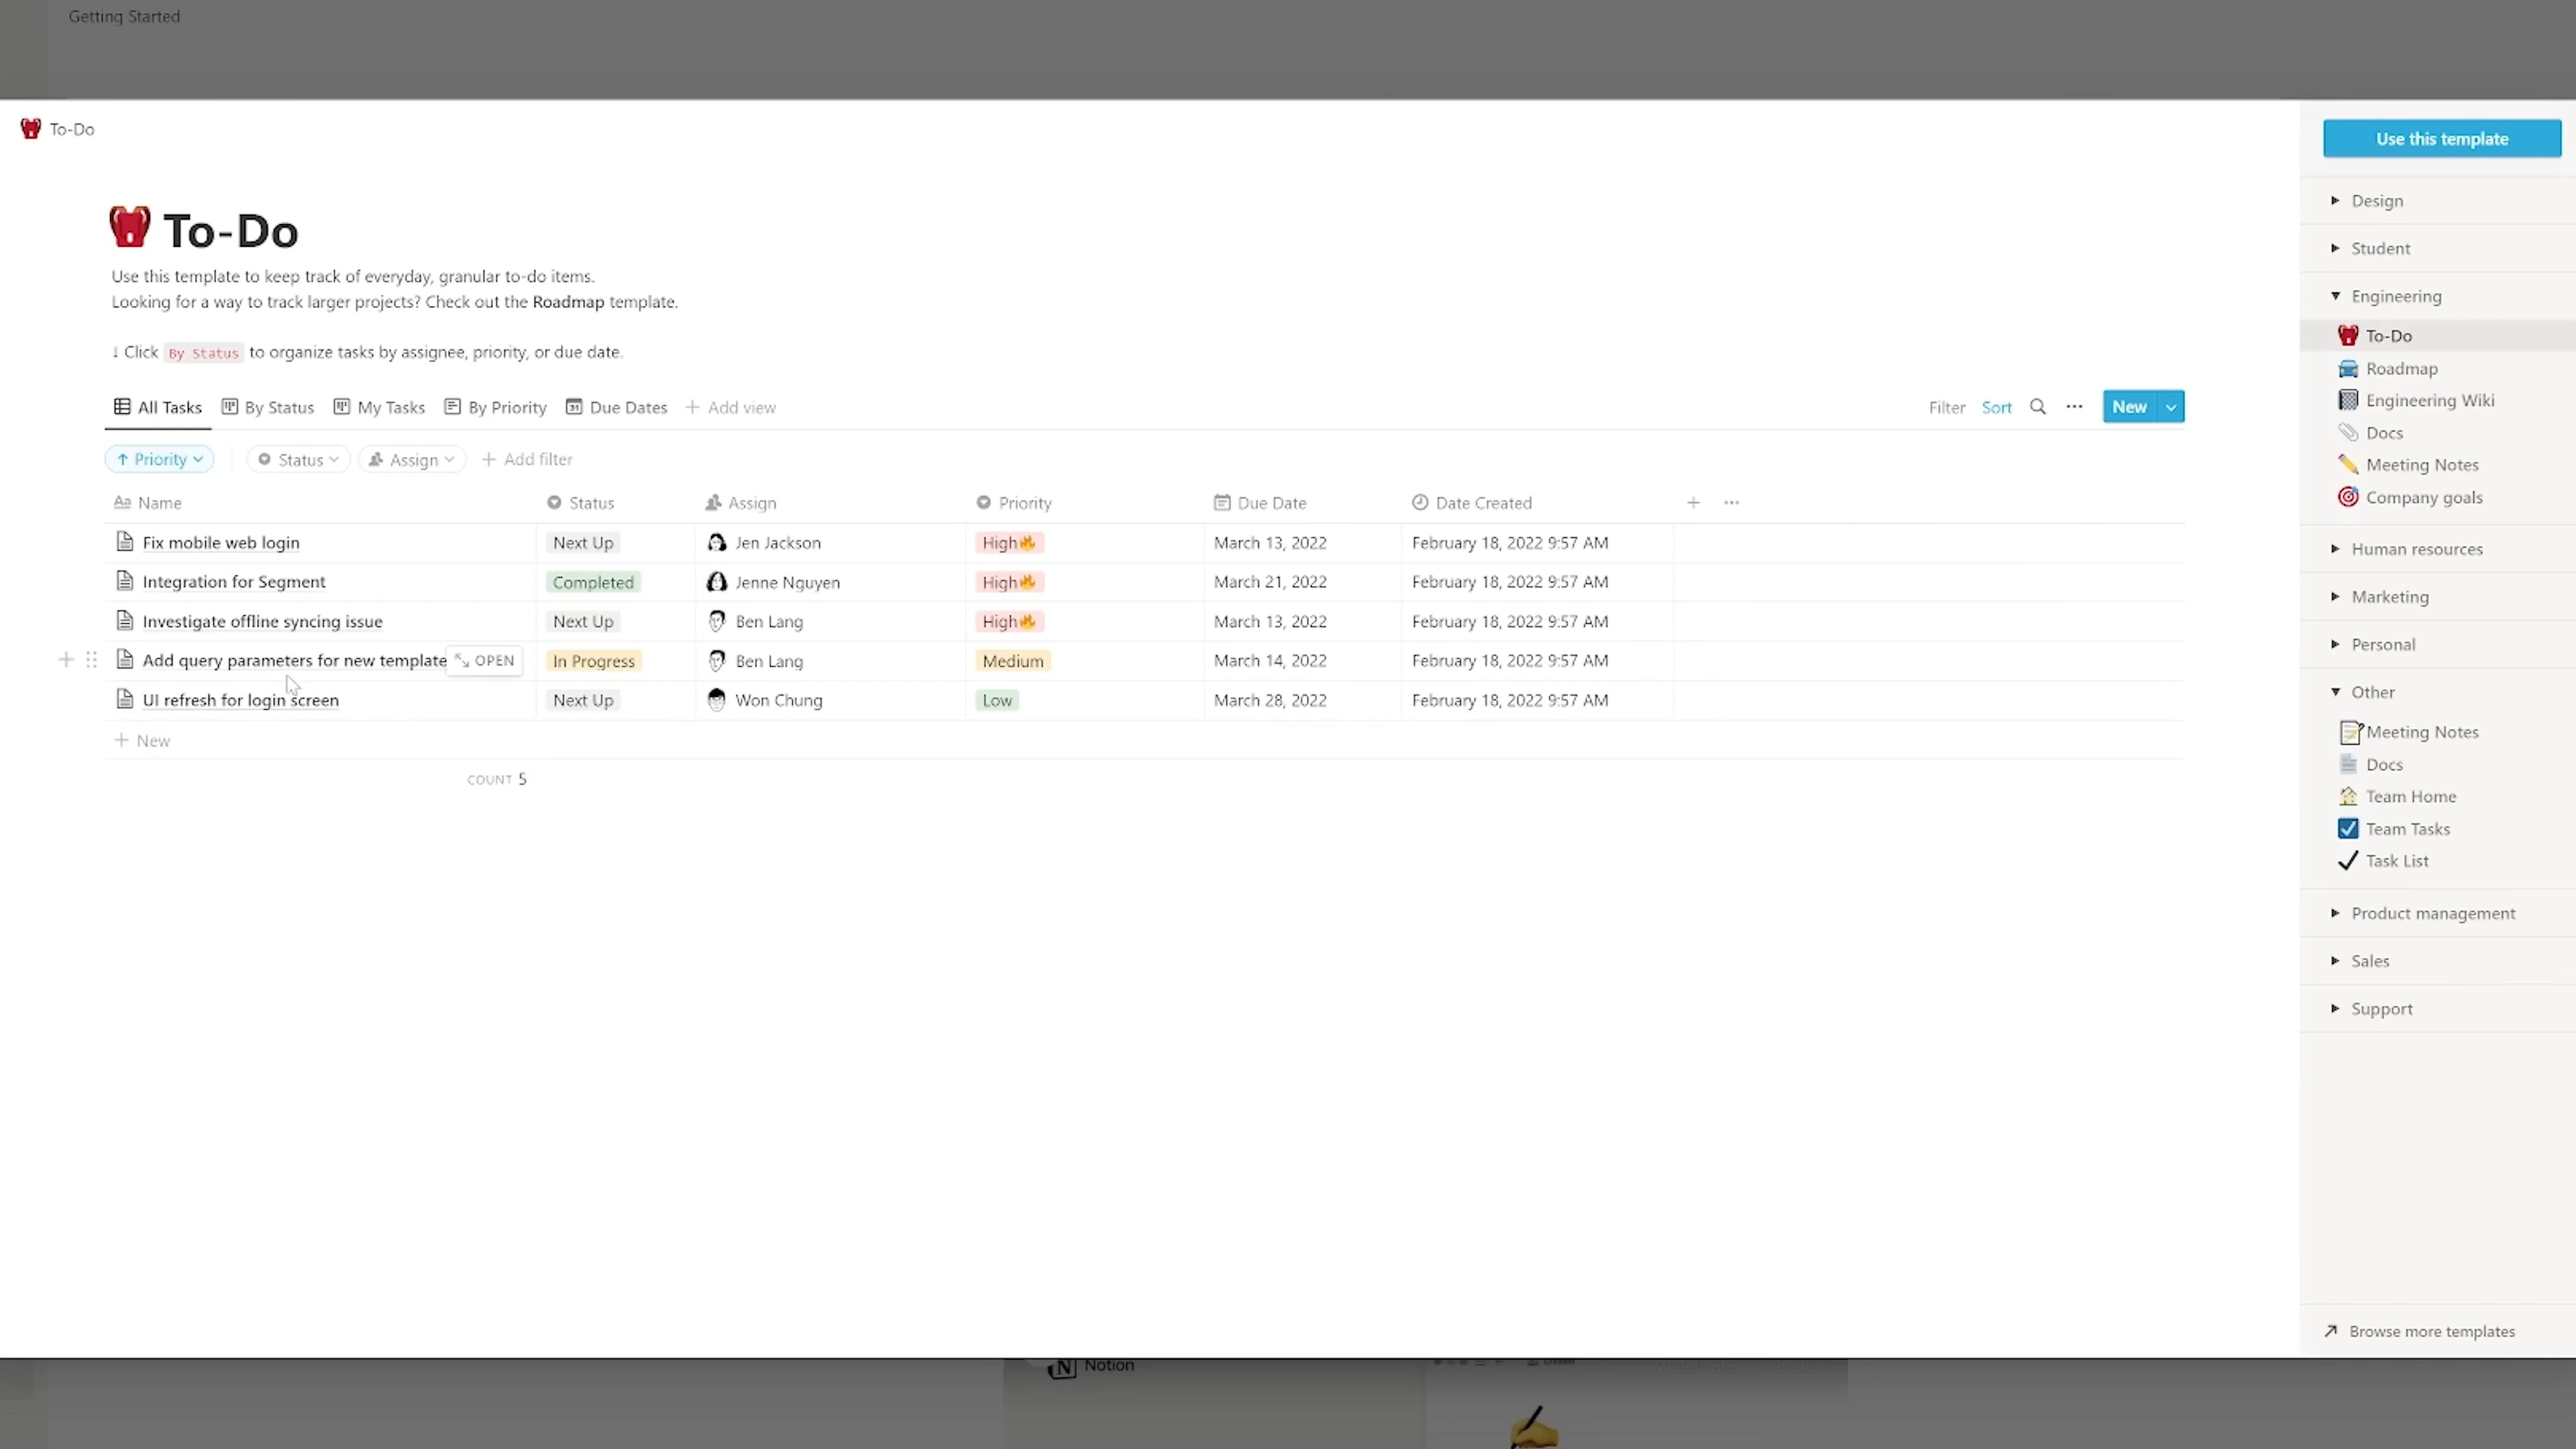 Getting Started
To-Do
To-Do
Use this template to keep track of everyday, granular to-do items.
Looking for a way to track larger projects? Check out the Roadmap template.
↓ Click By Status to organize tasks by assignee, priority, or due date.
All Tasks By Status My Tasks By Priority Due Dates + Add view Filter Sort ··· New
↑ Priority Status Assign + Add filter
Aa Name Status Assign Priority Due Date Date Created + ···
Fix mobile web login Next Up Jen Jackson High🔥 March 13, 2022 February 18, 2022 9:57 AM
Integration for Segment Completed Jenne Nguyen High🔥 March 21, 2022 February 18, 2022 9:57 AM
Investigate offline syncing issue Next Up Ben Lang High🔥 March 13, 2022 February 18, 2022 9:57 AM
Add query parameters for new template OPEN In Progress Ben Lang Medium March 14, 2022 February 18, 2022 9:57 AM
UI refresh for login screen Next Up Won Chung Low March 28, 2022 February 18, 2022 9:57 AM
+ New
COUNT 5
Use this template
Design
Student
Engineering
To-Do
Roadmap
Engineering Wiki
Docs
Meeting Notes
Company goals
Human resources
Marketing
Personal
Other
Meeting Notes
Docs
Team Home
Team Tasks
Task List
Product management
Sales
Support
Browse more templates
Notion